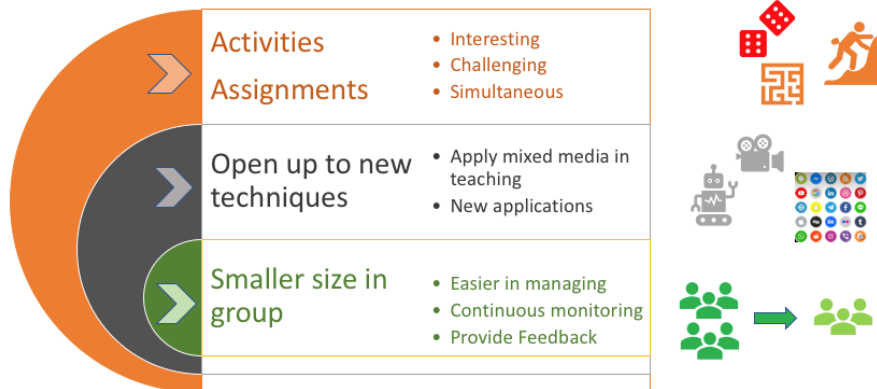 Activities
Assignments
• Interesting
• Challenging
• Simultaneous
Open up to new
techniques
• Apply mixed media in
teaching
• New applications
Smaller size in
group
• Easier in managing
• Continuous monitoring
• Provide Feedback